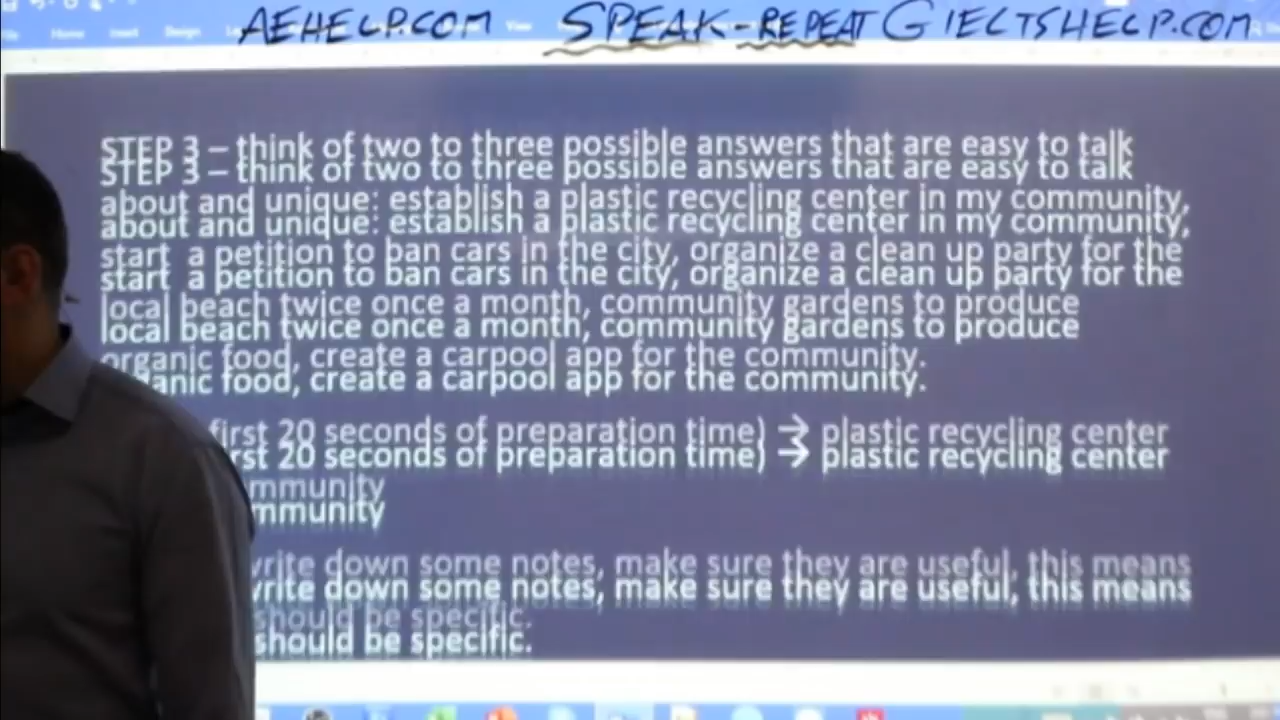 AEHELP.COM SPEAK-REPEAT GIELTSHELP.COM
Home Insert Design View
STEP 3 – think of two to three possible answers that are easy to talk
about and unique: establish a plastic recycling center in my community,
start a petition to ban cars in the city, organize a clean up party for the
local beach twice once a month, community gardens to produce
organic food, create a carpool app for the community.
first 20 seconds of preparation time) → plastic recycling center
mmunity
write down some notes, make sure they are useful, this means
should be specific.